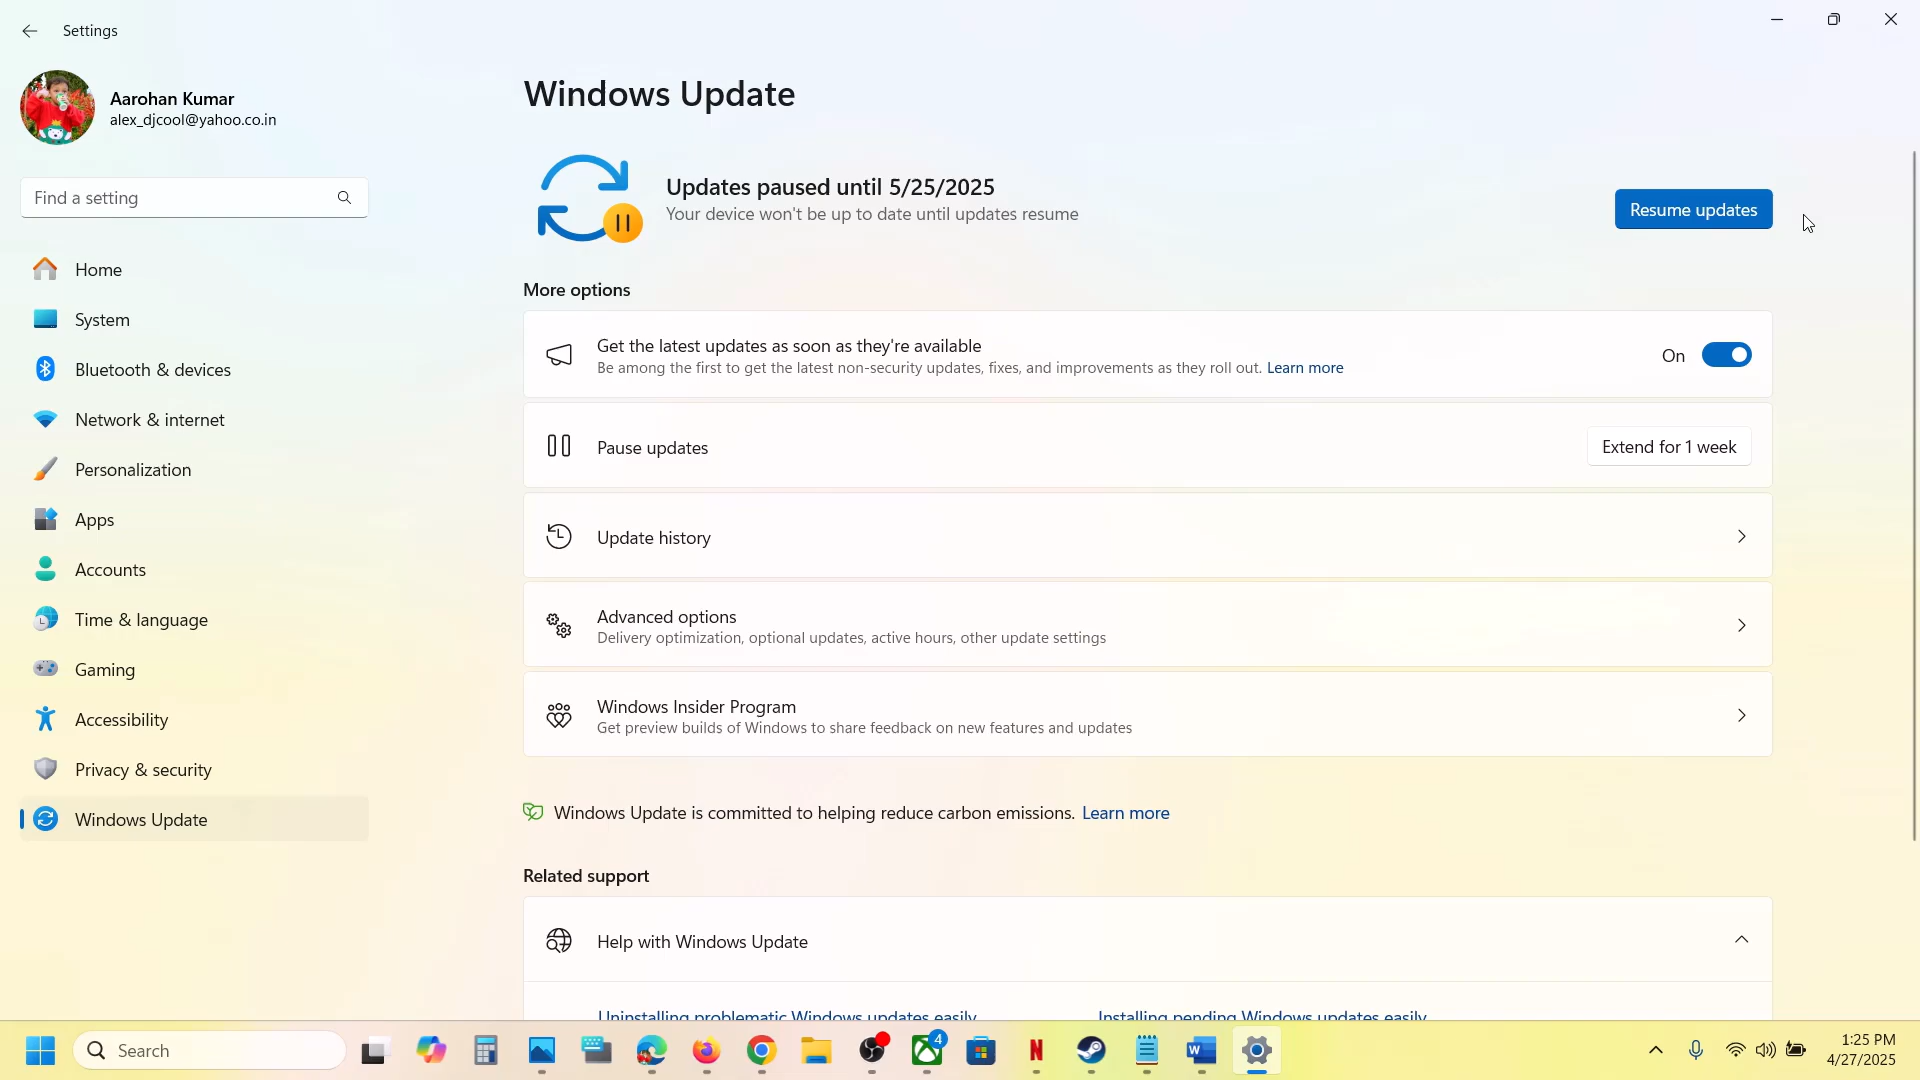 Settings
Aarohan Kumar
alex_djcool@yahoo.co.in
Find a setting
Home
System
Bluetooth & devices
Network & internet
Personalization
Apps
Accounts
Time & language
Gaming
Accessibility
Privacy & security
Windows Update
Windows Update
Updates paused until 5/25/2025
Your device won't be up to date until updates resume
Resume updates
More options
Get the latest updates as soon as they're available
Be among the first to get the latest non-security updates, fixes, and improvements as they roll out. Learn more
On
Pause updates
Extend for 1 week
Update history
Advanced options
Delivery optimization, optional updates, active hours, other update settings
Windows Insider Program
Get preview builds of Windows to share feedback on new features and updates
Windows Update is committed to helping reduce carbon emissions. Learn more
Related support
Help with Windows Update
Uninstalling problematic Windows updates easily
Installing pending Windows updates easily
Search
4
1:25 PM
4/27/2025